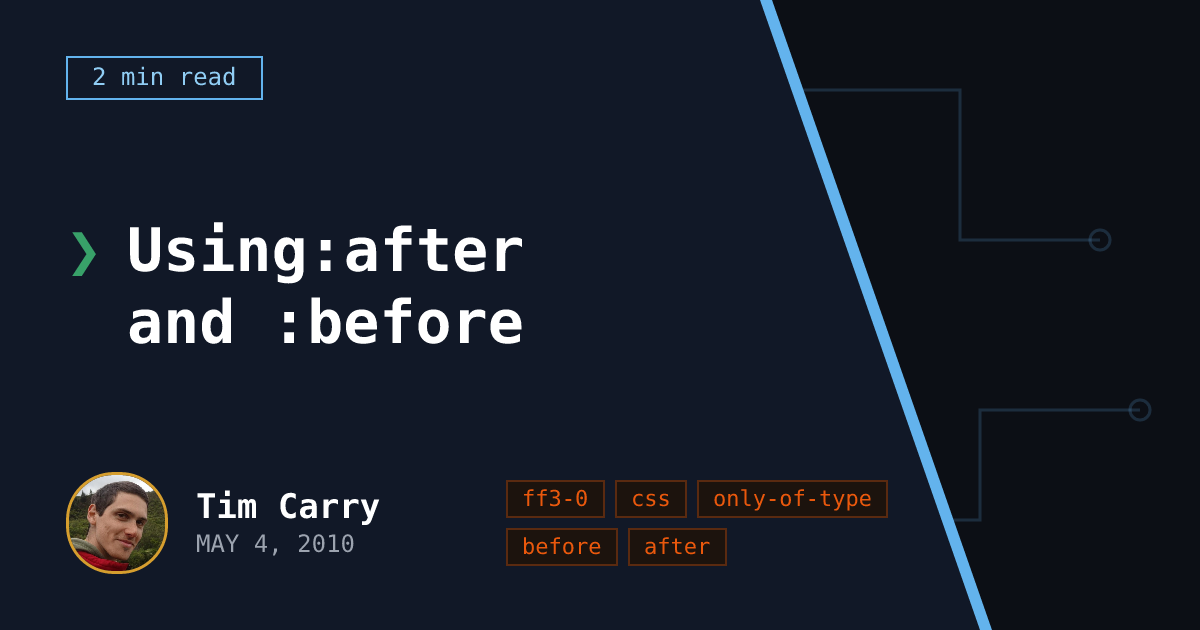 2 min read
❯ Using:after
and :before
Tim Carry
MAY 4, 2010
ff3-0 css only-of-type
before after